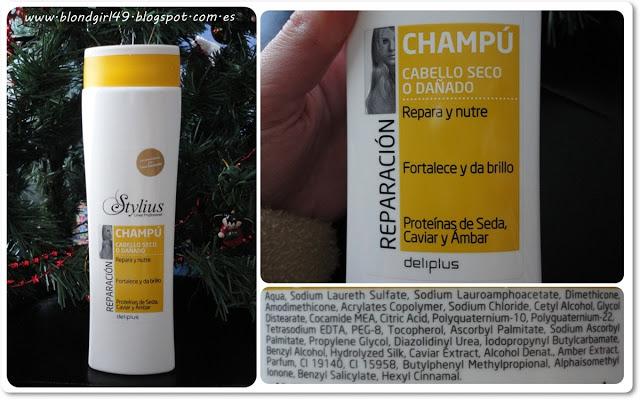 www.blondgirl49.blogspot.com.es
Stylius
Línea Profesional
CHAMPÚ
CABELLO SECO
O DAÑADO
Repara y nutre
Fortalece y da brillo
Proteínas de Seda,
Caviar y Ámbar
REPARACIÓN
deliplus
CHAMPÚ
CABELLO SECO
O DAÑADO
Repara y nutre
Fortalece y da brillo
Proteínas de Seda,
Caviar y Ámbar
REPARACIÓN
deliplus
Aqua, Sodium Laureth Sulfate, Sodium Lauroamphoacetate, Dimethicone,
Amodimethicone, Acrylates Copolymer, Sodium Chloride, Cetyl Alcohol, Glycol
Distearate, Cocamide MEA, Citric Acid, Polyquaternium-10, Polyquaternium-22,
Tetrasodium EDTA, PEG-8, Tocopherol, Ascorbyl Palmitate, Sodium Ascorbyl
Palmitate, Propylene Glycol, Diazolidinyl Urea, Iodopropynyl Butylcarbamate,
Benzyl Alcohol, Hydrolyzed Silk, Caviar Extract, Alcohol Denat., Amber Extract,
Parfum, CI 19140, CI 15958, Butylphenyl Methylpropional, Alphaisomethyl
Ionone, Benzyl Salicylate, Hexyl Cinnamal.